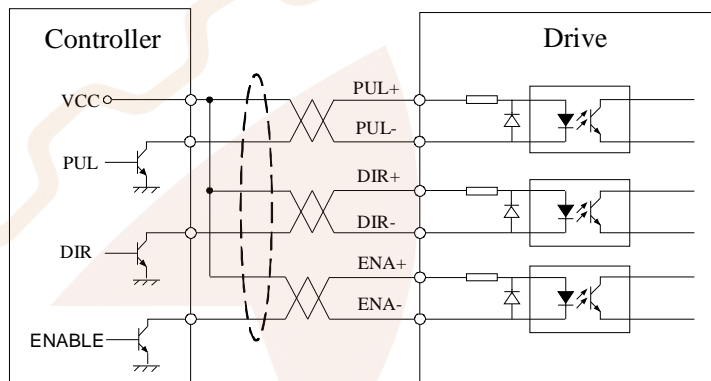 Controller
Drive
VCC
PUL
DIR
ENABLE
PUL+
PUL-
DIR+
DIR-
ENA+
ENA-